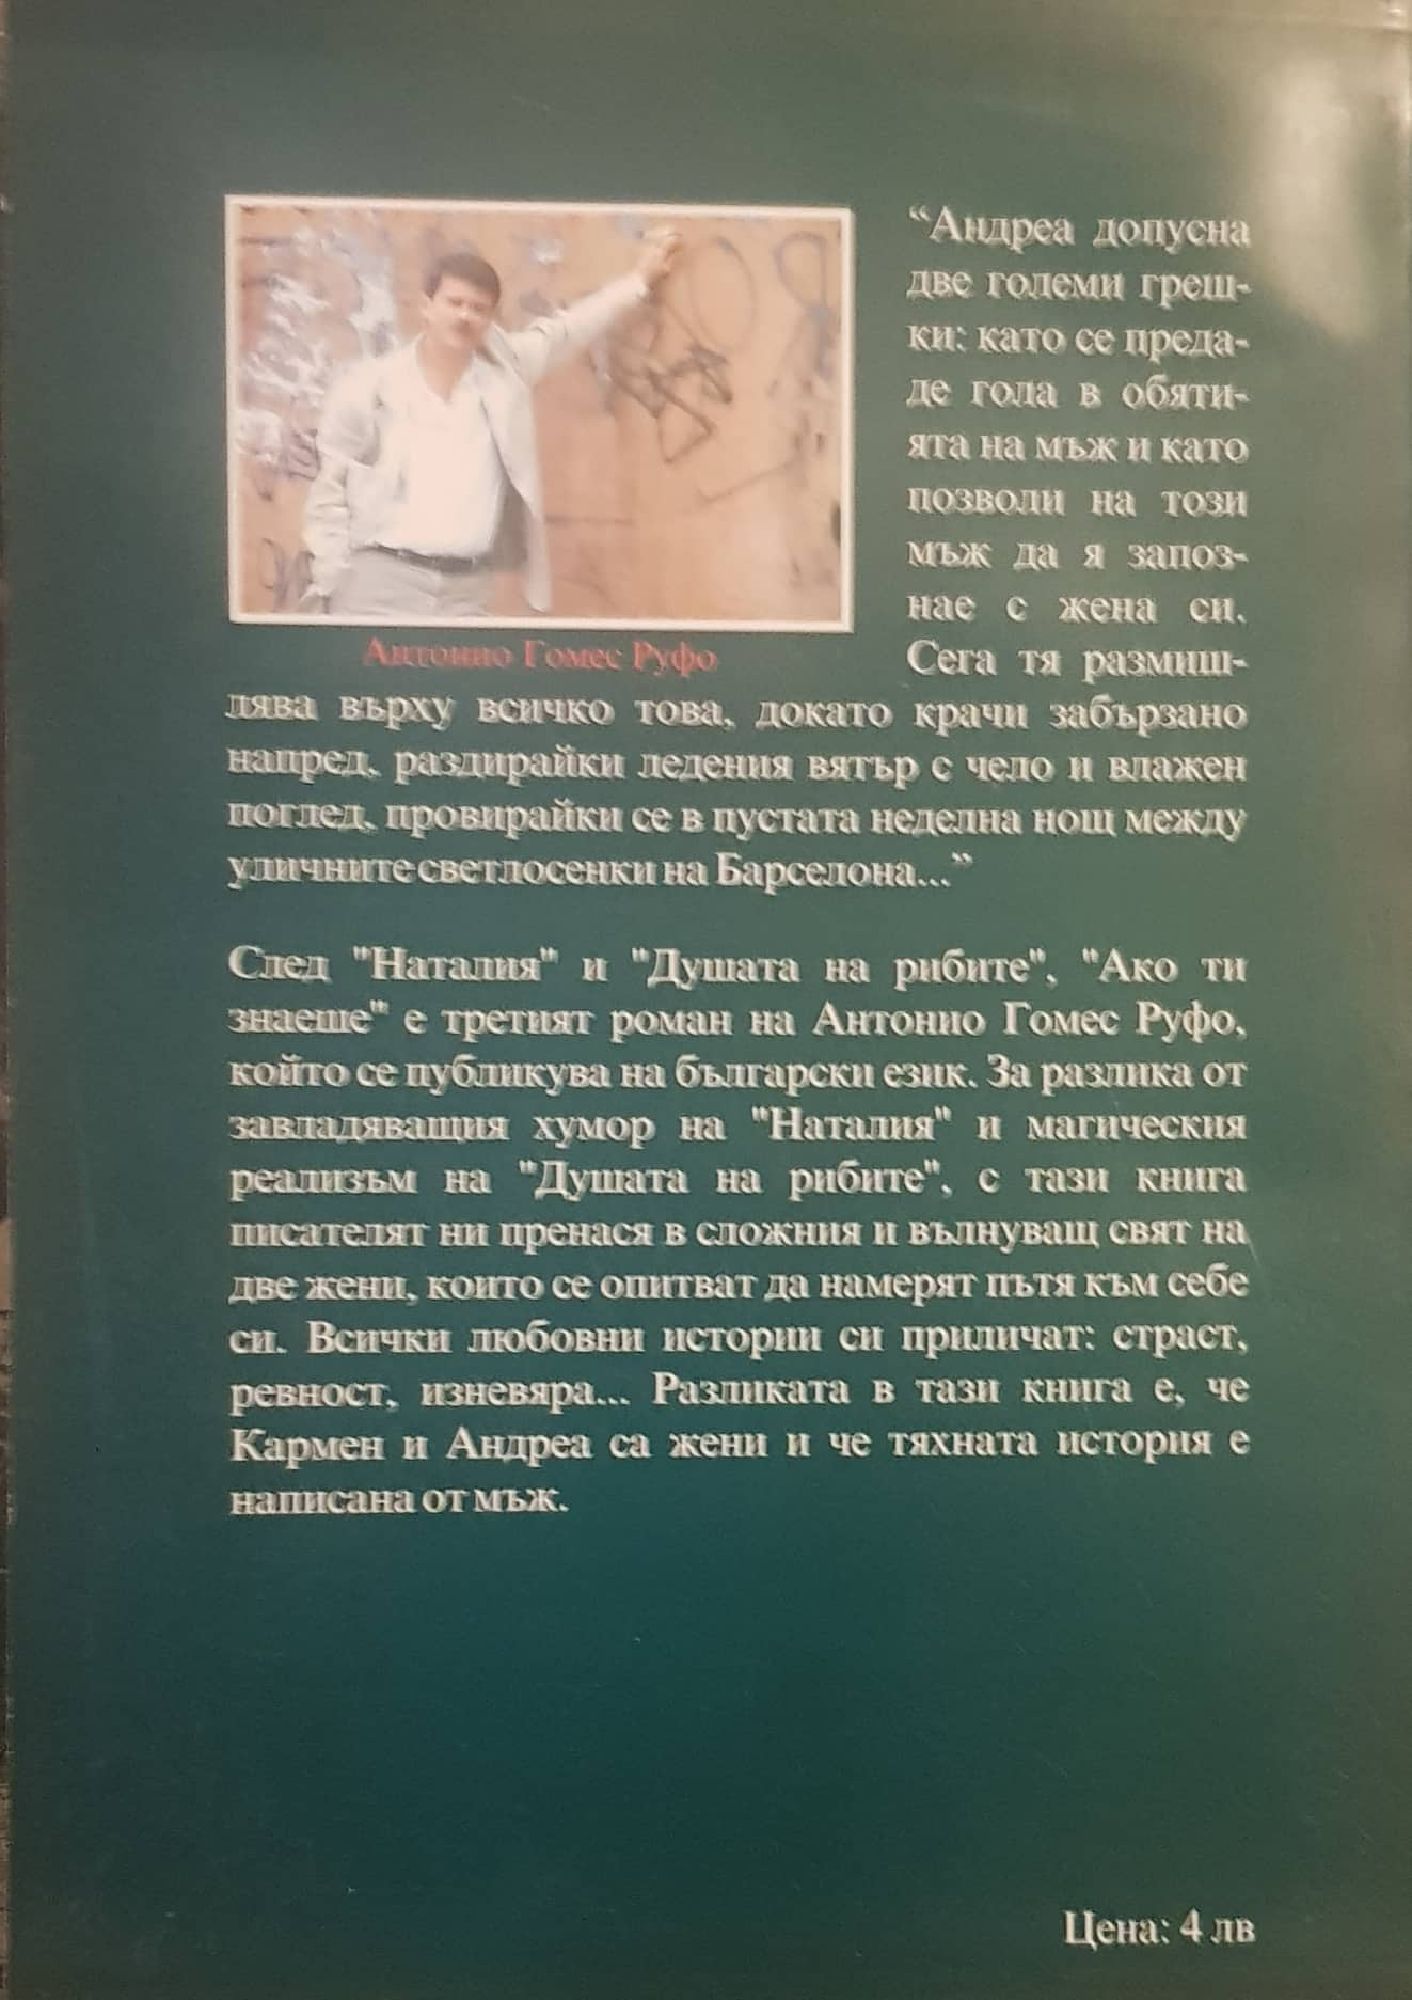 “Андреа допусна
две големи греш-
ки: като се преда-
де гола в обяти-
ята на мъж и като
позволи на този
мъж да я запоз-
нае с жена си.
Антонио Гомес Руфо
Сега тя размиш-
лява върху всичко това, докато крачи забързано
напред, раздирайки ледения вятър с чело и влажен
поглед, провирайки се в пустата неделна нощ между
уличните светлосенки на Барселона...”
След "Наталия" и "Душата на рибите", "Ако ти
знаеше" е третият роман на Антонио Гомес Руфо,
който се публикува на български език. За разлика от
завладяващия хумор на "Наталия" и магическия
реализъм на "Душата на рибите", с тази книга
писателят ни пренася в сложния и вълнуващ свят на
две жени, които се опитват да намерят пътя към себе
си. Всички любовни истории си приличат: страст,
ревност, изневяра... Разликата в тази книга е, че
Кармен и Андреа са жени и че тяхната история е
написана от мъж.
Цена: 4 лв